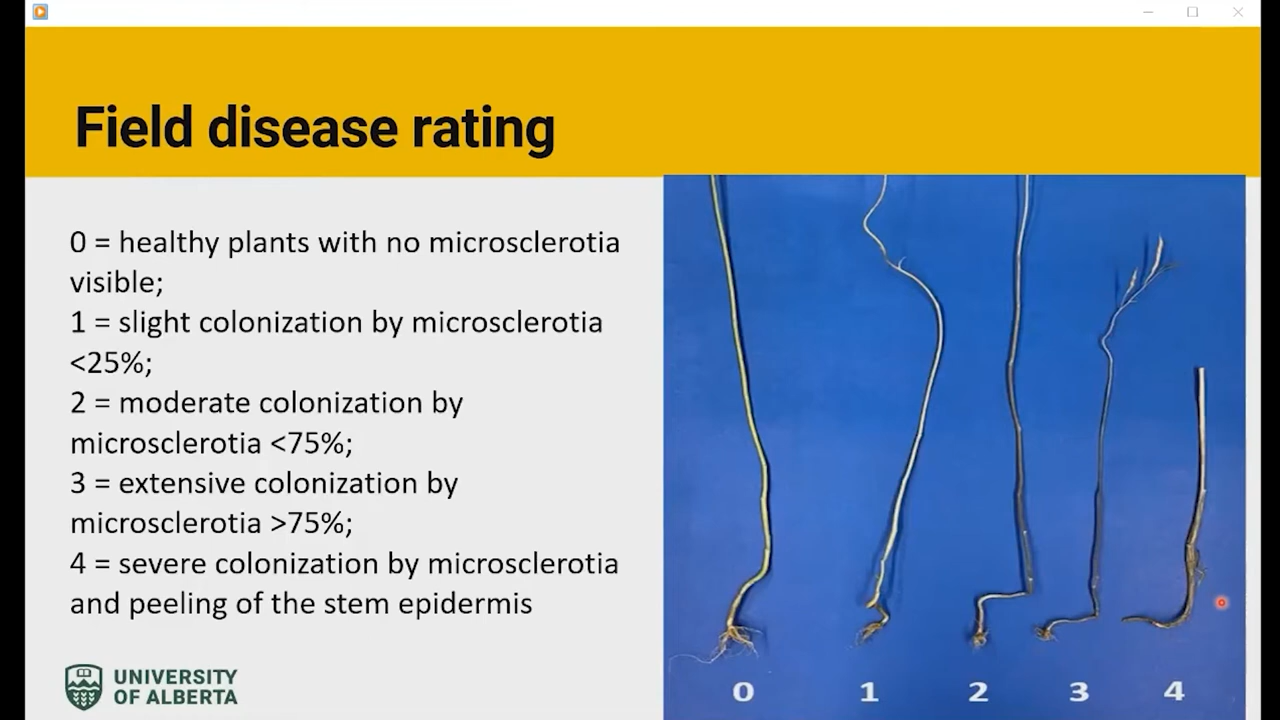 Field disease rating
0 = healthy plants with no microsclerotia
visible;
1 = slight colonization by microsclerotia
<25%;
2 = moderate colonization by
microsclerotia <75%;
3 = extensive colonization by
microsclerotia >75%;
4 = severe colonization by microsclerotia
and peeling of the stem epidermis
UNIVERSITY
OF ALBERTA
0 1 2 3 4